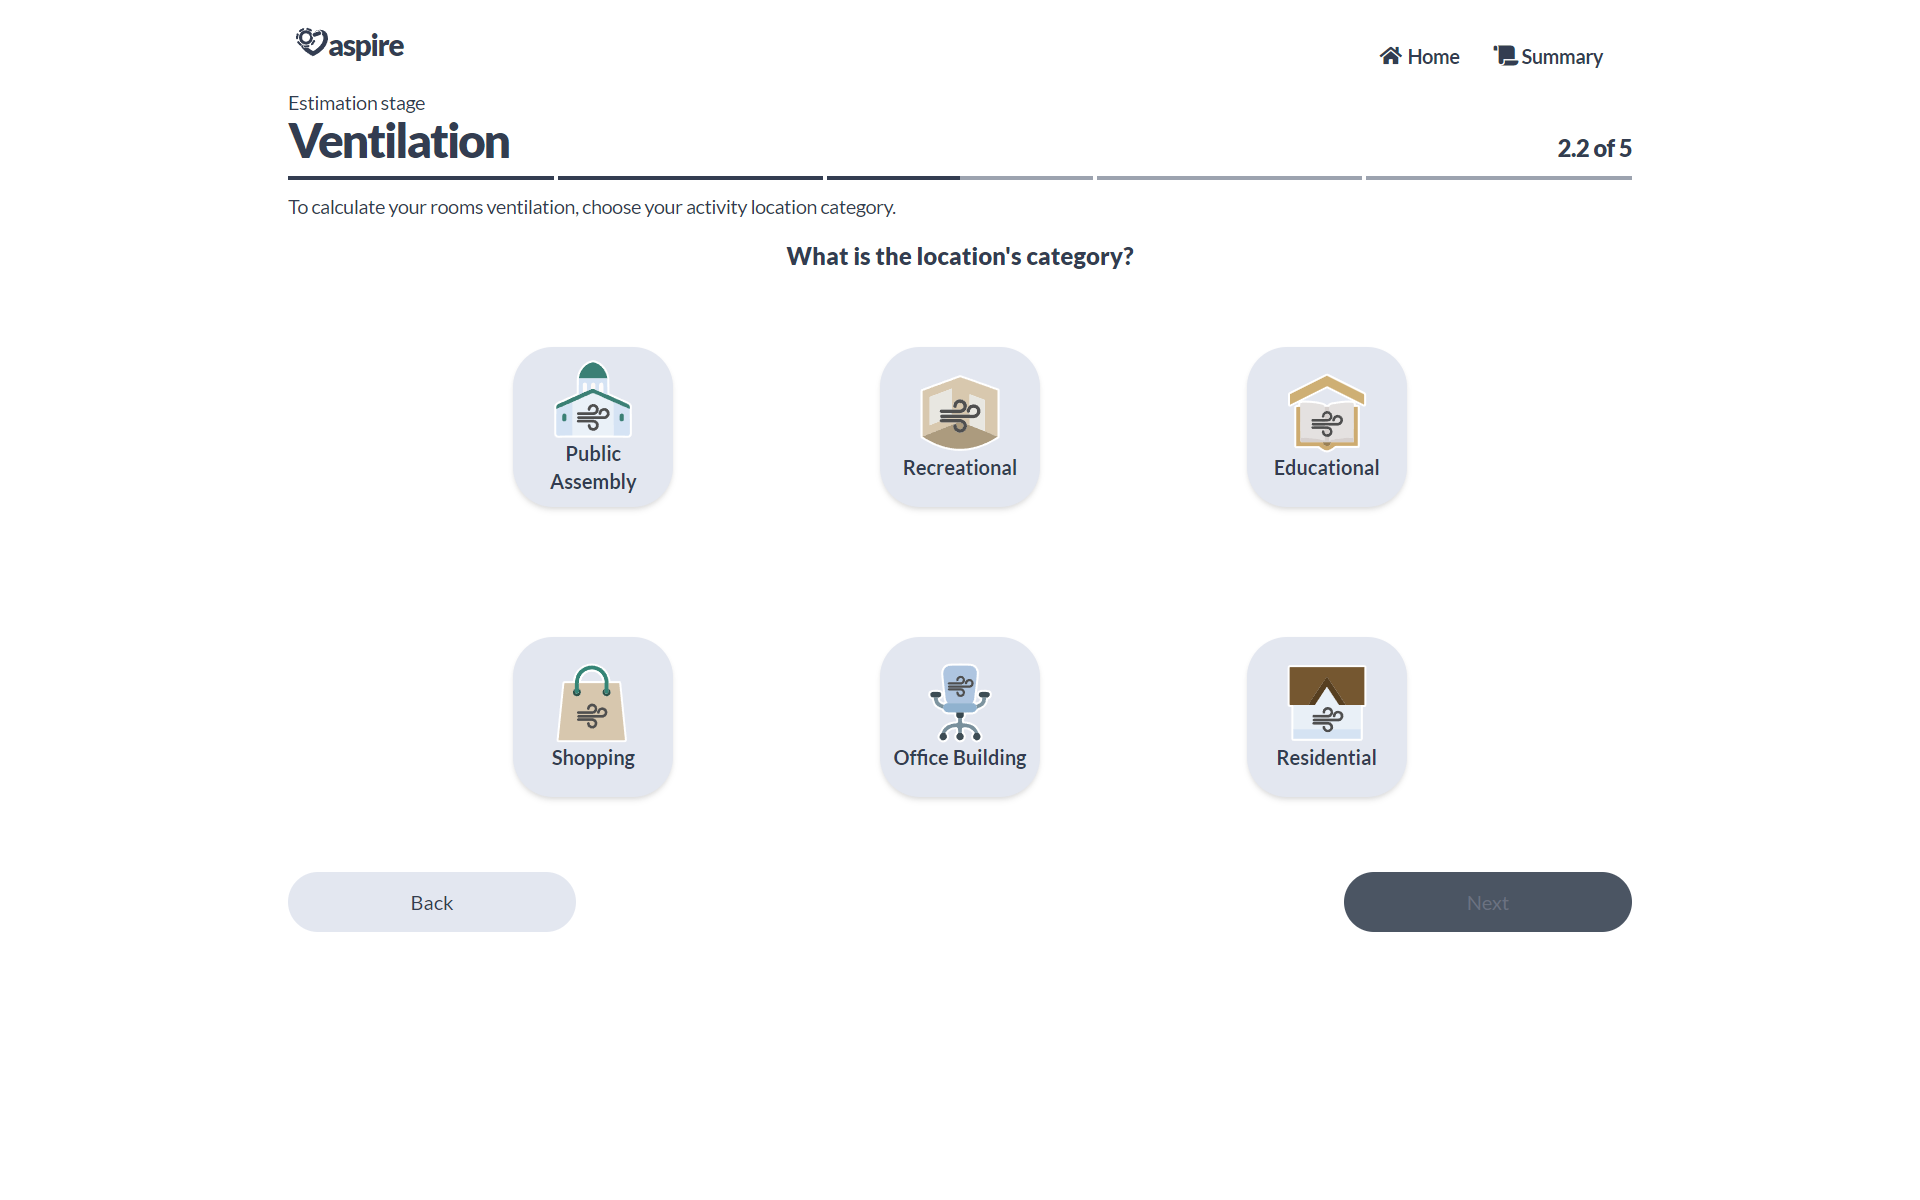 aspire
Home
Summary
Estimation stage
Ventilation
2.2 of 5
To calculate your rooms ventilation, choose your activity location category.
What is the location's category?
Public
Assembly
Recreational
Educational
Shopping
Office Building
Residential
Back
Next